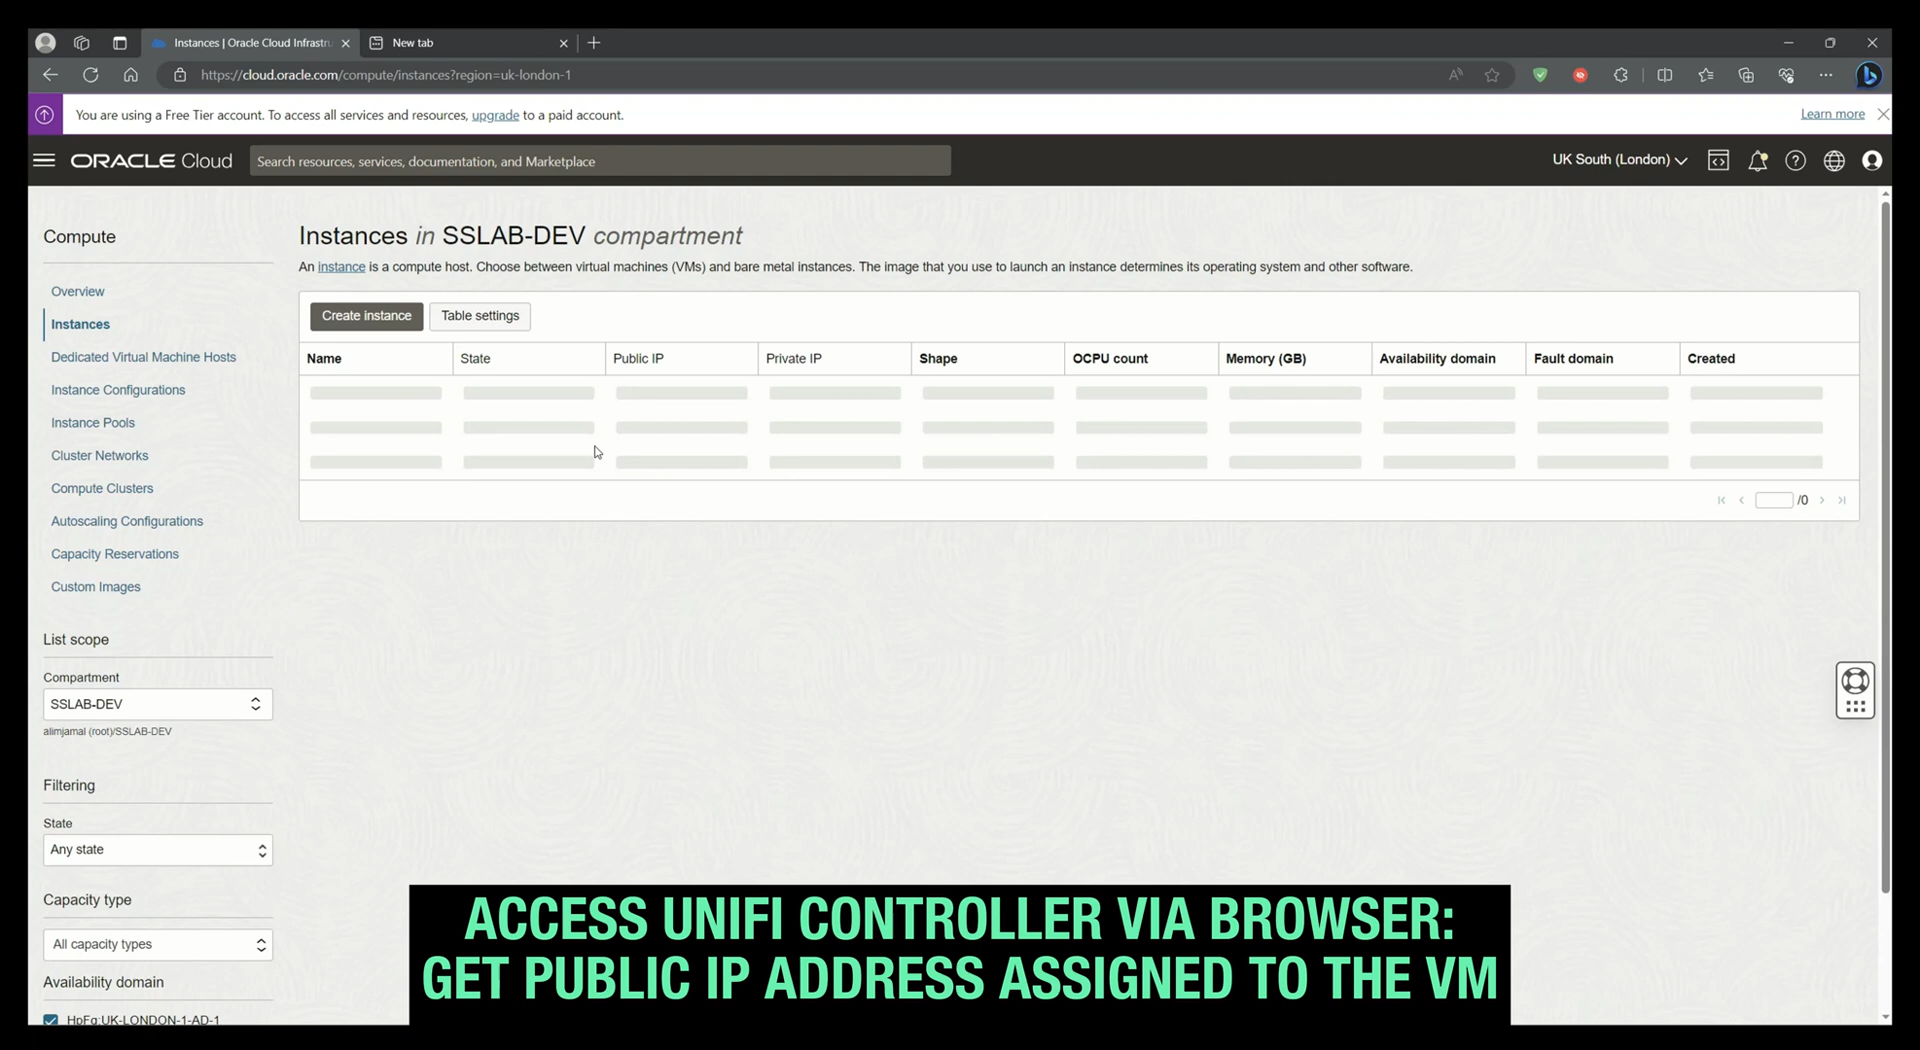 Instances | Oracle Cloud Infrastru
New tab
https://cloud.oracle.com/compute/instances?region=uk-london-1
You are using a Free Tier account. To access all services and resources, upgrade to a paid account.
Learn more
ORACLE Cloud
Search resources, services, documentation, and Marketplace
UK South (London)
Compute
Overview
Instances
Dedicated Virtual Machine Hosts
Instance Configurations
Instance Pools
Cluster Networks
Compute Clusters
Autoscaling Configurations
Capacity Reservations
Custom Images
List scope
Compartment
SSLAB-DEV
alimjamal (root)/SSLAB-DEV
Filtering
State
Any state
Capacity type
All capacity types
Availability domain
HpFg:UK-LONDON-1-AD-1
Instances in SSLAB-DEV compartment
An instance is a compute host. Choose between virtual machines (VMs) and bare metal instances. The image that you use to launch an instance determines its operating system and other software.
Create instance Table settings
Name State Public IP Private IP Shape OCPU count Memory (GB) Availability domain Fault domain Created
/0
ACCESS UNIFI CONTROLLER VIA BROWSER:
GET PUBLIC IP ADDRESS ASSIGNED TO THE VM